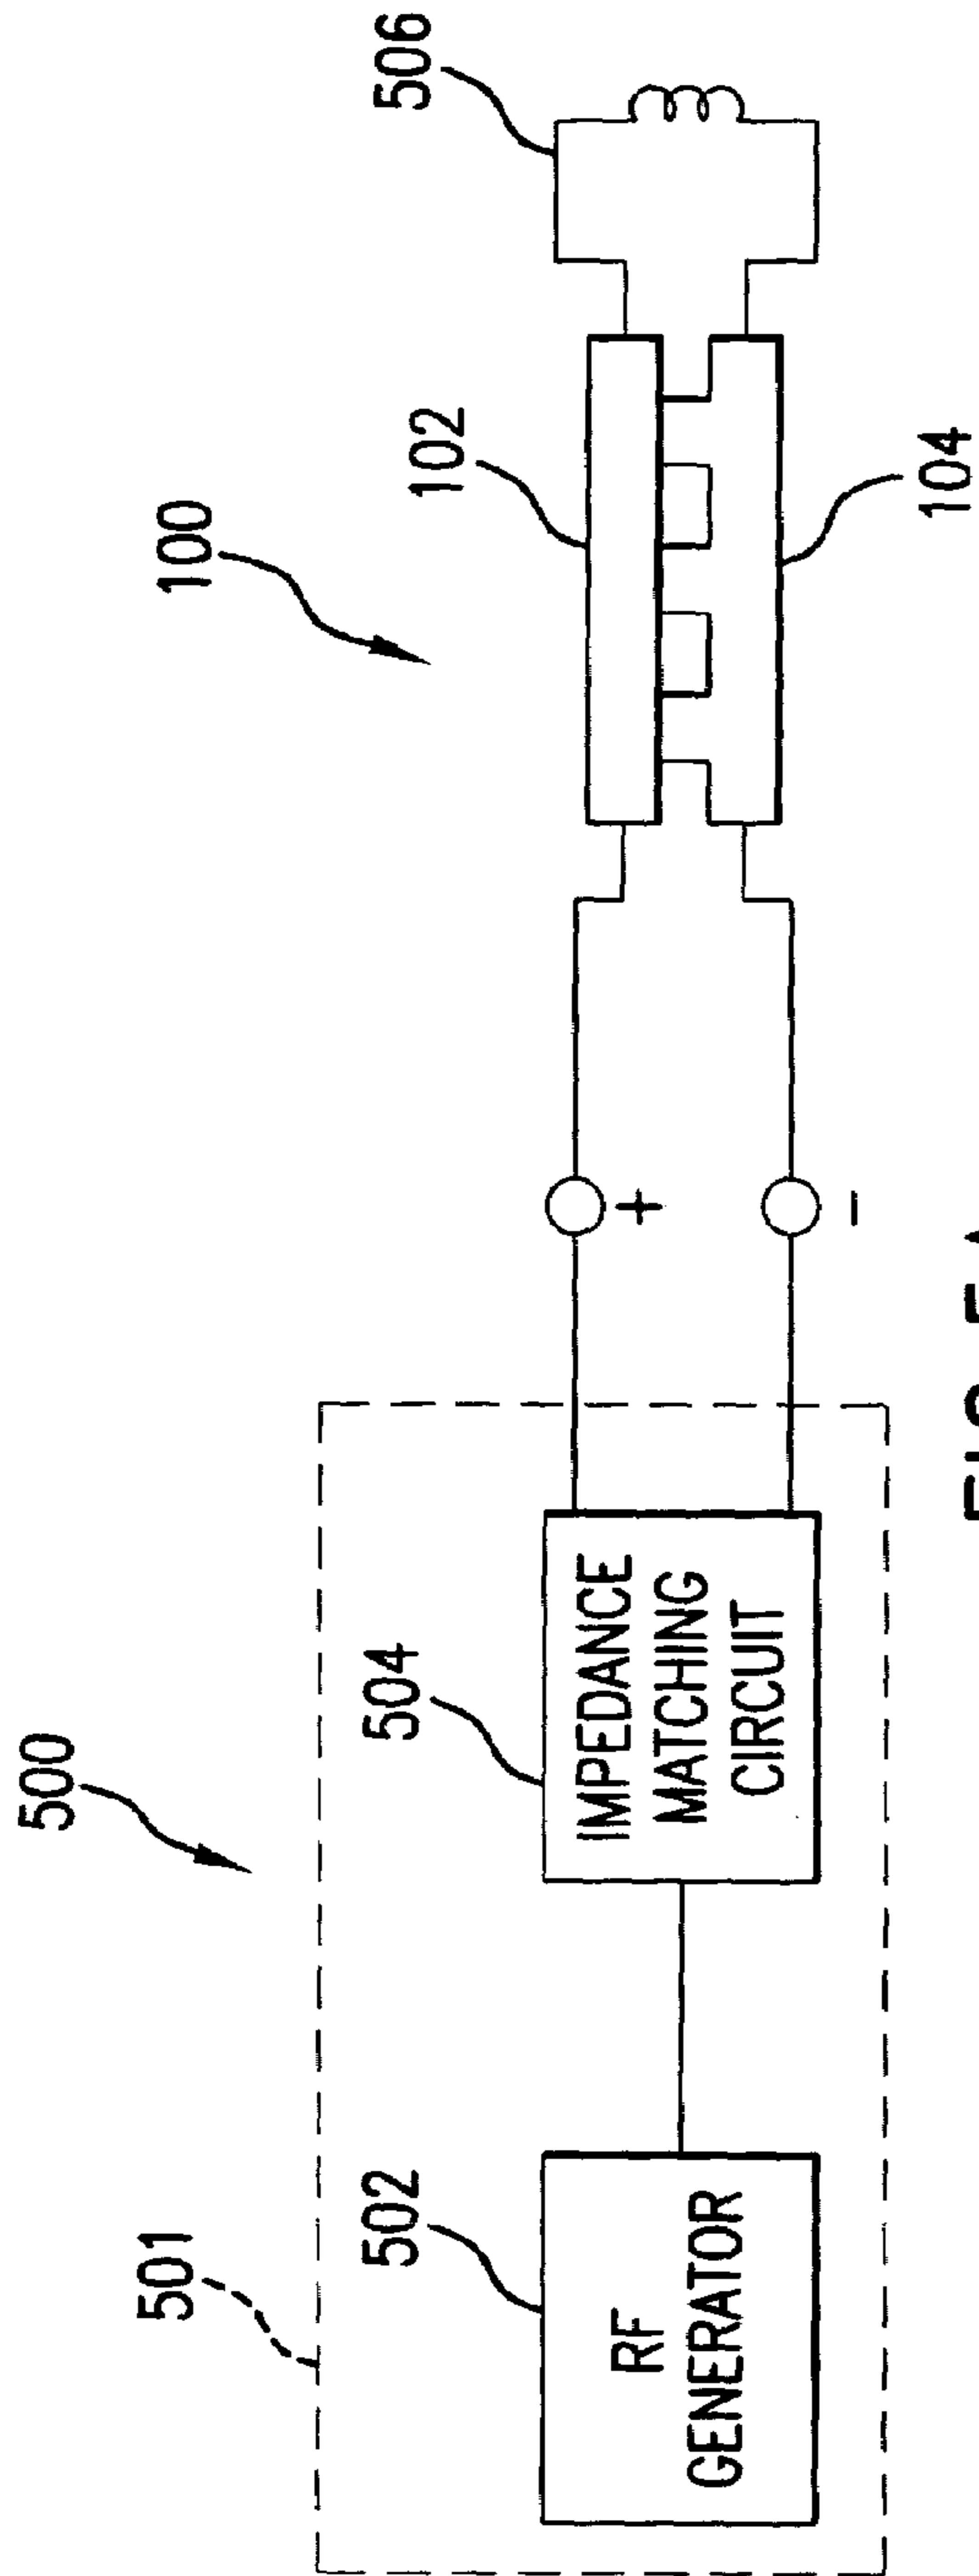 500
501
502
RF
GENERATOR
504
IMPEDANCE
MATCHING
CIRCUIT
+
–
100
102
104
506